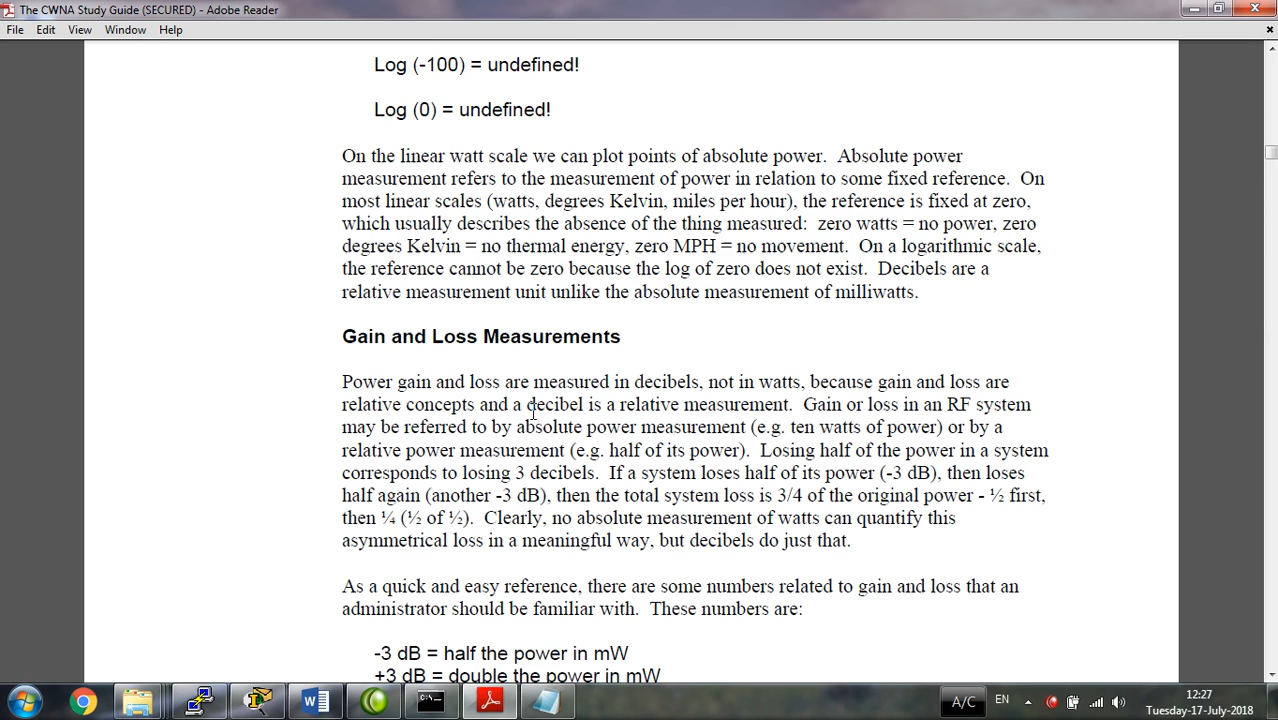 The CWNA Study Guide (SECURED) - Adobe Reader
File Edit View Window Help
Log (-100) = undefined!
Log (0) = undefined!
On the linear watt scale we can plot points of absolute power. Absolute power
measurement refers to the measurement of power in relation to some fixed reference. On
most linear scales (watts, degrees Kelvin, miles per hour), the reference is fixed at zero,
which usually describes the absence of the thing measured: zero watts = no power, zero
degrees Kelvin = no thermal energy, zero MPH = no movement. On a logarithmic scale,
the reference cannot be zero because the log of zero does not exist. Decibels are a
relative measurement unit unlike the absolute measurement of milliwatts.
Gain and Loss Measurements
Power gain and loss are measured in decibels, not in watts, because gain and loss are
relative concepts and a decibel is a relative measurement. Gain or loss in an RF system
may be referred to by absolute power measurement (e.g. ten watts of power) or by a
relative power measurement (e.g. half of its power). Losing half of the power in a system
corresponds to losing 3 decibels. If a system loses half of its power (-3 dB), then loses
half again (another -3 dB), then the total system loss is 3/4 of the original power - ½ first,
then ¼ (½ of ½). Clearly, no absolute measurement of watts can quantify this
asymmetrical loss in a meaningful way, but decibels do just that.
As a quick and easy reference, there are some numbers related to gain and loss that an
administrator should be familiar with. These numbers are:
-3 dB = half the power in mW
+3 dB = double the power in mW
A/C EN 12:27
Tuesday-17-July-2018